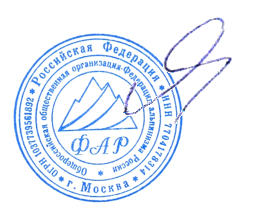 Российская Федерация * ИНН 7704178314 * г. Москва * ОГРН 1037739561892 *
Общероссийская общественная организация-Федерация альпинизма России *
ФАР